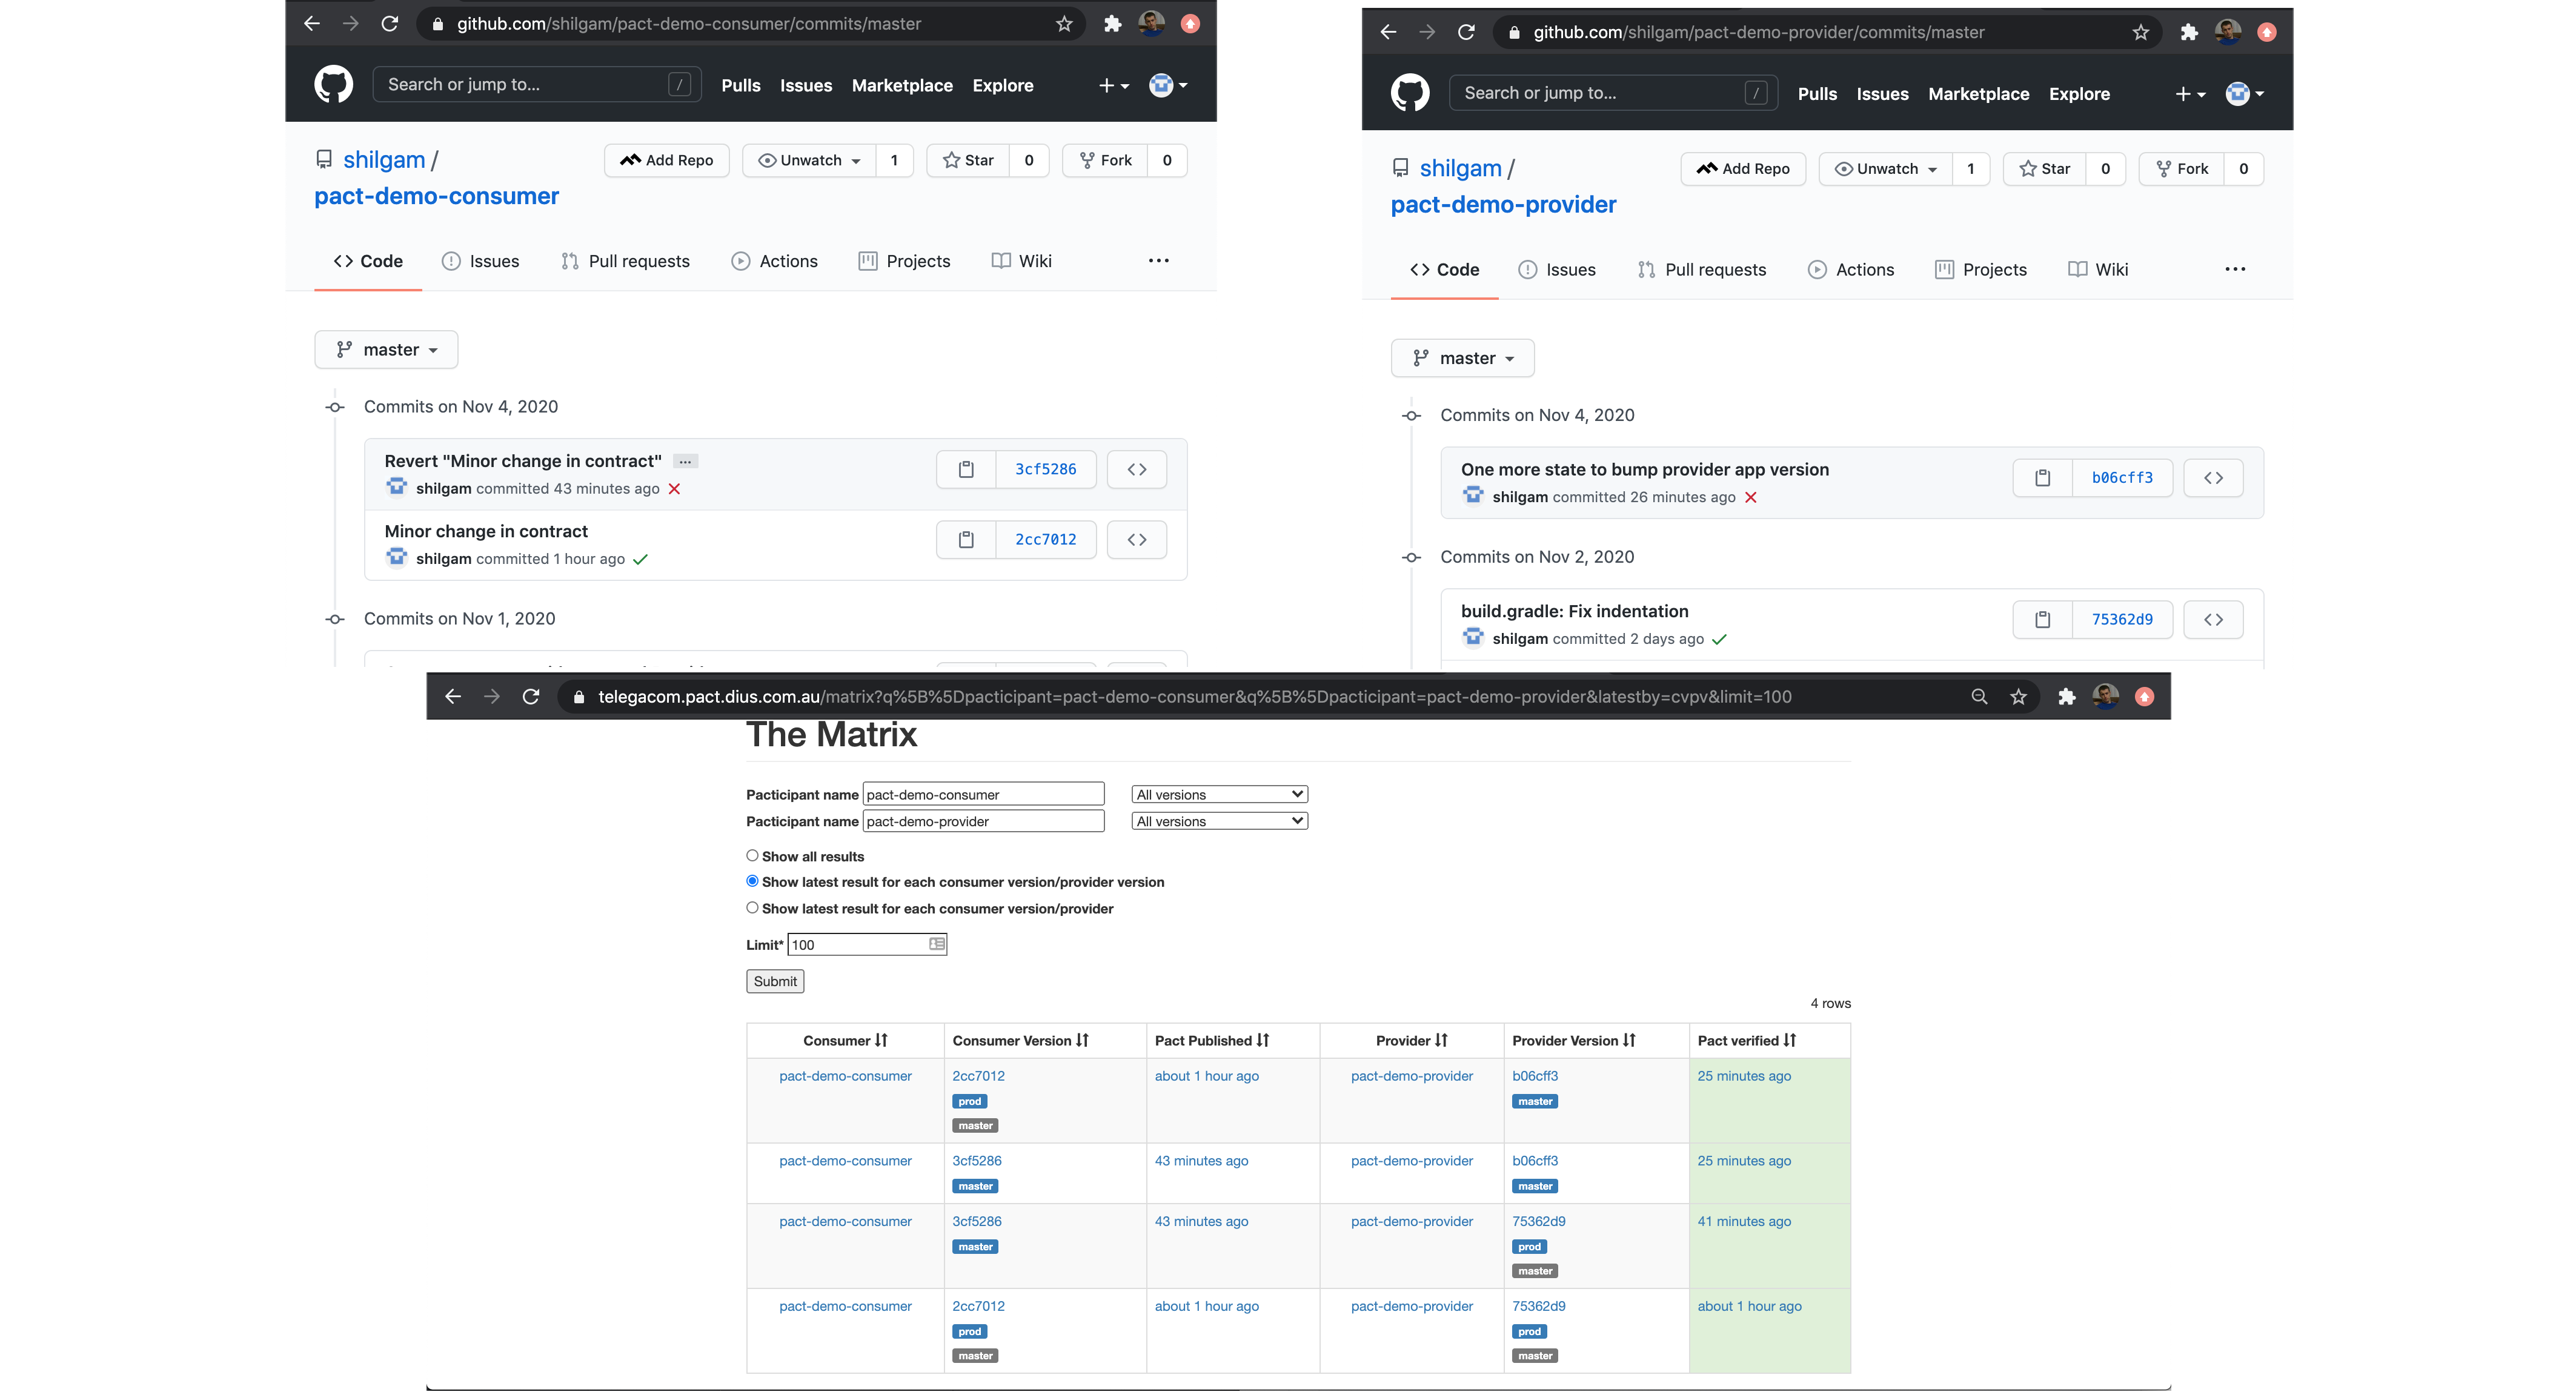 github.com/shilgam/pact-demo-consumer/commits/master
Search or jump to... /
Pulls Issues Marketplace Explore
shilgam /
pact-demo-consumer
Add Repo Unwatch 1 Star 0 Fork 0
Code Issues Pull requests Actions Projects Wiki ...
master
Commits on Nov 4, 2020
Revert "Minor change in contract" ...
3cf5286
shilgam committed 43 minutes ago
Minor change in contract
2cc7012
shilgam committed 1 hour ago
Commits on Nov 1, 2020
github.com/shilgam/pact-demo-provider/commits/master
Search or jump to... /
Pulls Issues Marketplace Explore
shilgam /
pact-demo-provider
Add Repo Unwatch 1 Star 0 Fork 0
Code Issues Pull requests Actions Projects Wiki ...
master
Commits on Nov 4, 2020
One more state to bump provider app version
b06cff3
shilgam committed 26 minutes ago
Commits on Nov 2, 2020
build.gradle: Fix indentation
75362d9
shilgam committed 2 days ago
telegacom.pact.dius.com.au/matrix?q%5B%5Dpacticipant=pact-demo-consumer&q%5B%5Dpacticipant=pact-demo-provider&latestby=cvpv&limit=100
The Matrix
Pacticipant name pact-demo-consumer All versions
Pacticipant name pact-demo-provider All versions
Show all results
Show latest result for each consumer version/provider version
Show latest result for each consumer version/provider
Limit* 100
Submit
4 rows
Consumer Consumer Version Pact Published Provider Provider Version Pact verified
pact-demo-consumer 2cc7012 about 1 hour ago pact-demo-provider b06cff3 25 minutes ago
prod master
master
pact-demo-consumer 3cf5286 43 minutes ago pact-demo-provider b06cff3 25 minutes ago
master master
pact-demo-consumer 3cf5286 43 minutes ago pact-demo-provider 75362d9 41 minutes ago
master prod
master
pact-demo-consumer 2cc7012 about 1 hour ago pact-demo-provider 75362d9 about 1 hour ago
prod prod
master master